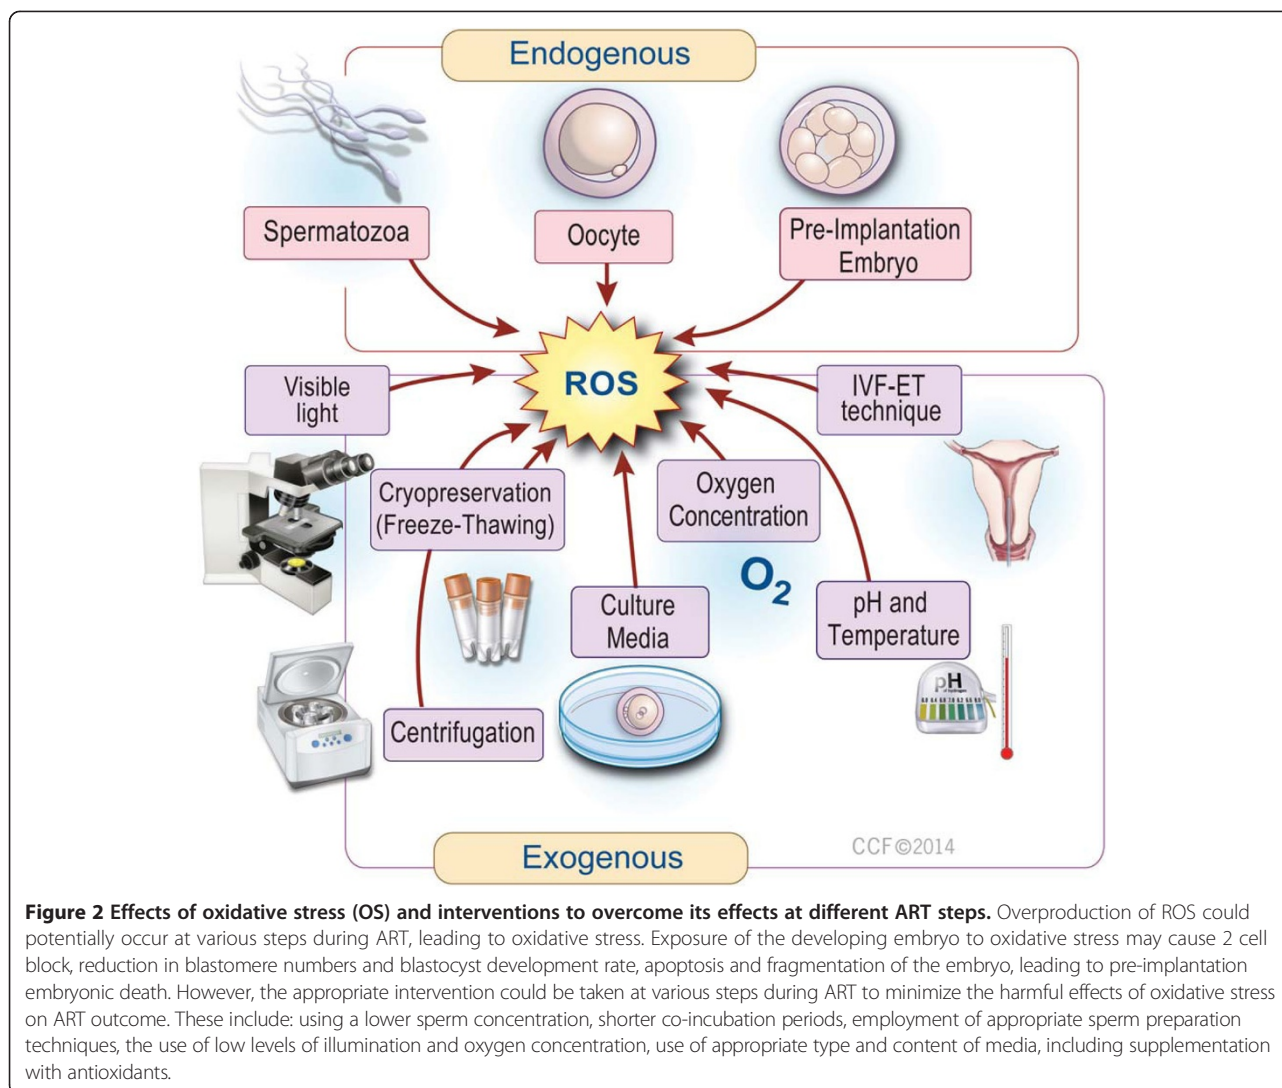 Endogenous
Spermatozoa
Oocyte
Pre-Implantation
Embryo
ROS
Visible
light
IVF-ET
technique
Cryopreservation
(Freeze-Thawing)
Oxygen
Concentration
O₂
Culture
Media
pH and
Temperature
pH
Centrifugation
CCF©2014
Exogenous
Figure 2 Effects of oxidative stress (OS) and interventions to overcome its effects at different ART steps. Overproduction of ROS could
potentially occur at various steps during ART, leading to oxidative stress. Exposure of the developing embryo to oxidative stress may cause 2 cell
block, reduction in blastomere numbers and blastocyst development rate, apoptosis and fragmentation of the embryo, leading to pre-implantation
embryonic death. However, the appropriate intervention could be taken at various steps during ART to minimize the harmful effects of oxidative stress
on ART outcome. These include: using a lower sperm concentration, shorter co-incubation periods, employment of appropriate sperm preparation
techniques, the use of low levels of illumination and oxygen concentration, use of appropriate type and content of media, including supplementation
with antioxidants.